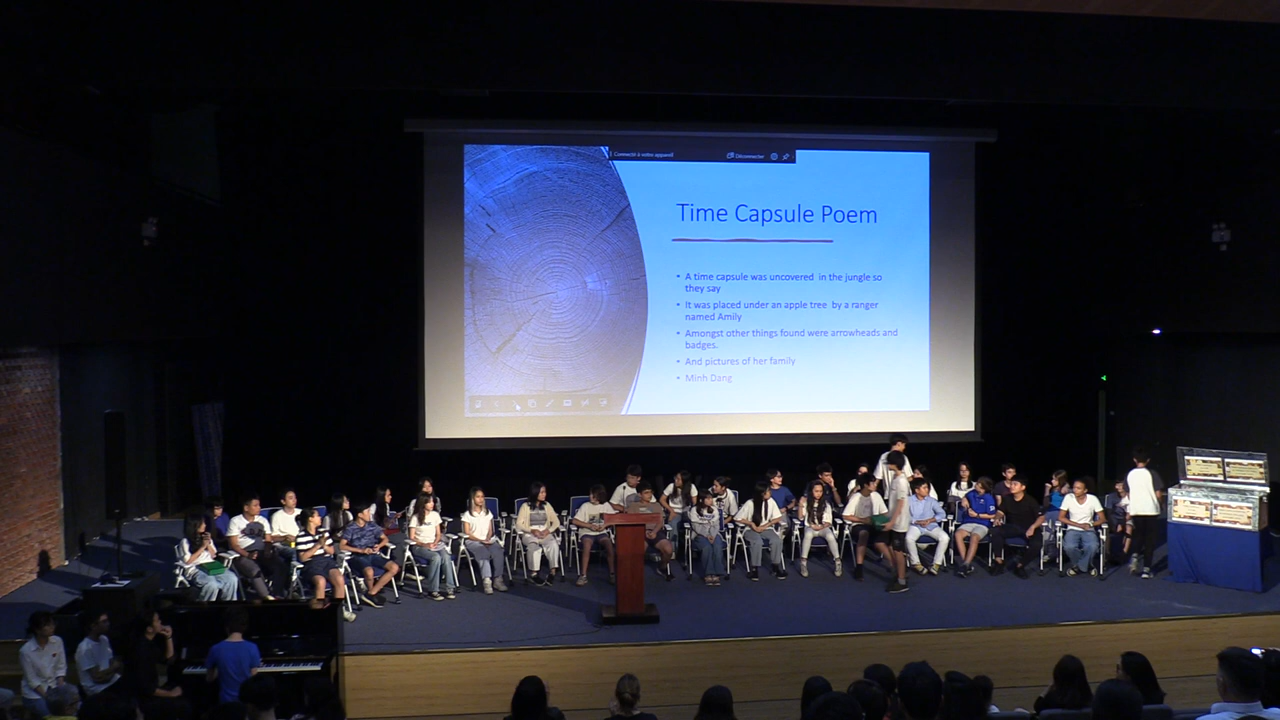 Connecté à votre appareil
Déconnecter
Time Capsule Poem
• A time capsule was uncovered in the jungle so
they say
• It was placed under an apple tree by a ranger
named Amily
• Amongst other things found were arrowheads and
badges.
• And pictures of her family
• Minh Dang